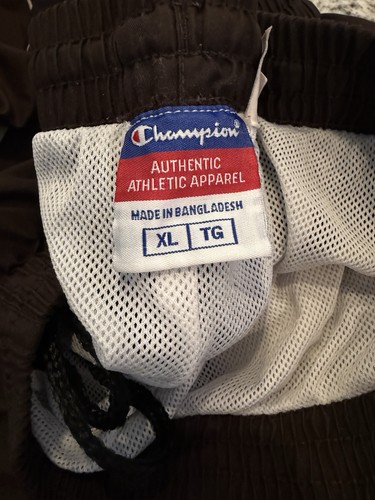 Champion®
AUTHENTIC
ATHLETIC APPAREL
MADE IN BANGLADESH
XL TG